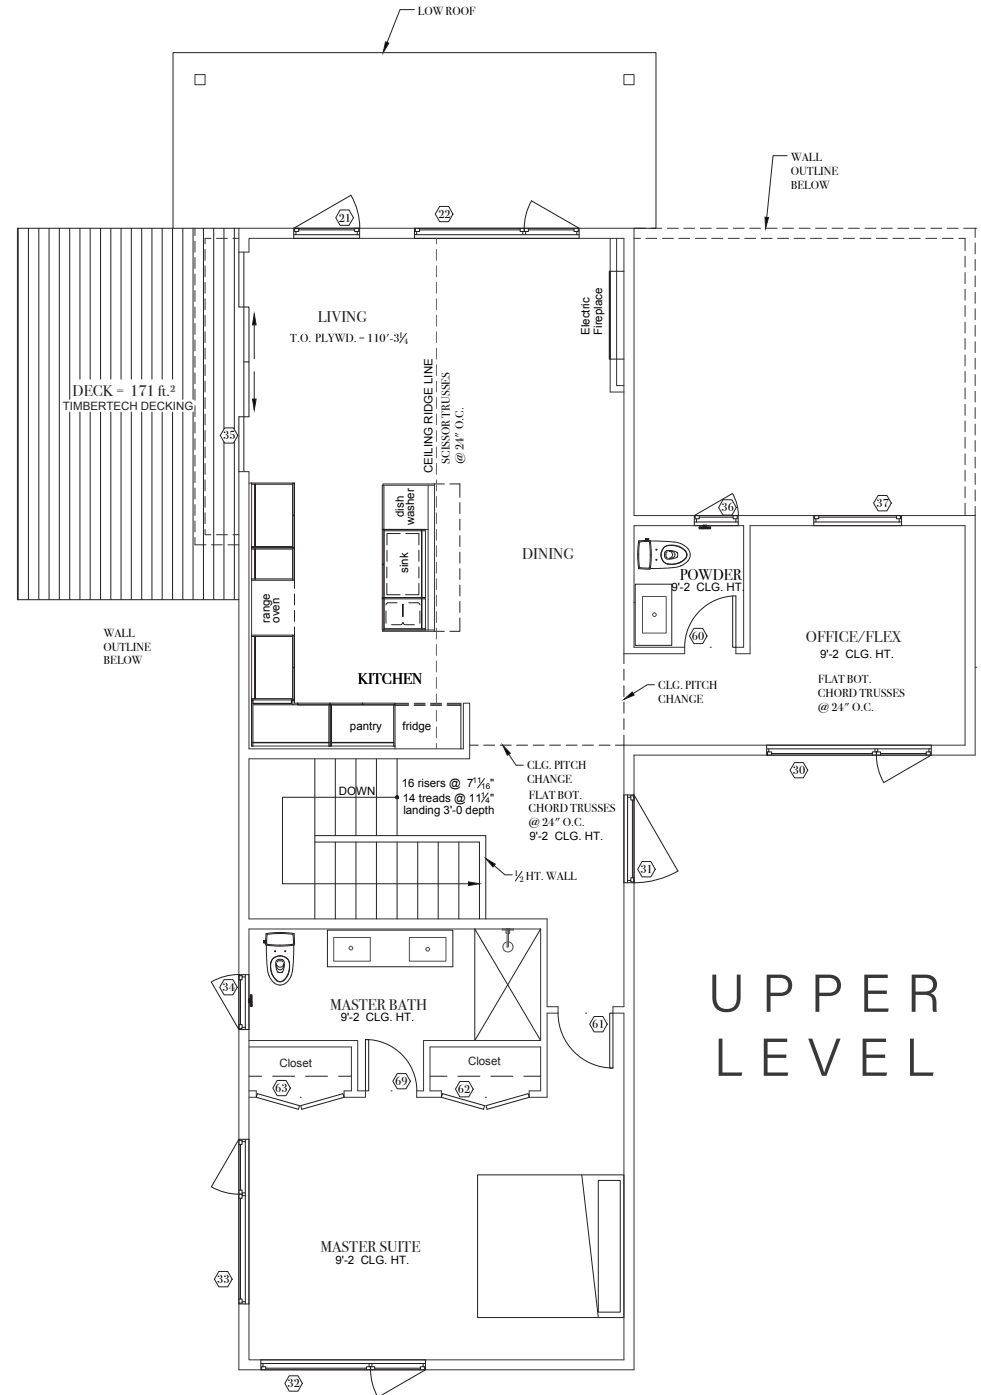 LOW ROOF
WALL
OUTLINE
BELOW
21
22
LIVING
T.O. PLYWD. = 110'-3¼
Electric
Fireplace
CEILING RIDGE LINE
SCISSOR TRUSSES
@ 24" O.C.
DECK = 171 ft.²
TIMBERTECH DECKING
35
36
37
dish
washer
sink
range
oven
DINING
POWDER
9'-2 CLG. HT.
60
OFFICE/FLEX
9'-2 CLG. HT.
FLAT BOT.
CHORD TRUSSES
@ 24" O.C.
WALL
OUTLINE
BELOW
KITCHEN
CLG. PITCH
CHANGE
pantry
fridge
30
DOWN
16 risers @ 7¹¹⁄₁₆"
14 treads @ 11¼"
landing 3'-0 depth
CLG. PITCH
CHANGE
FLAT BOT.
CHORD TRUSSES
@ 24" O.C.
9'-2 CLG. HT.
½ HT. WALL
31
34
MASTER BATH
9'-2 CLG. HT.
61
UPPER
LEVEL
Closet
Closet
63
69
62
MASTER SUITE
9'-2 CLG. HT.
33
32